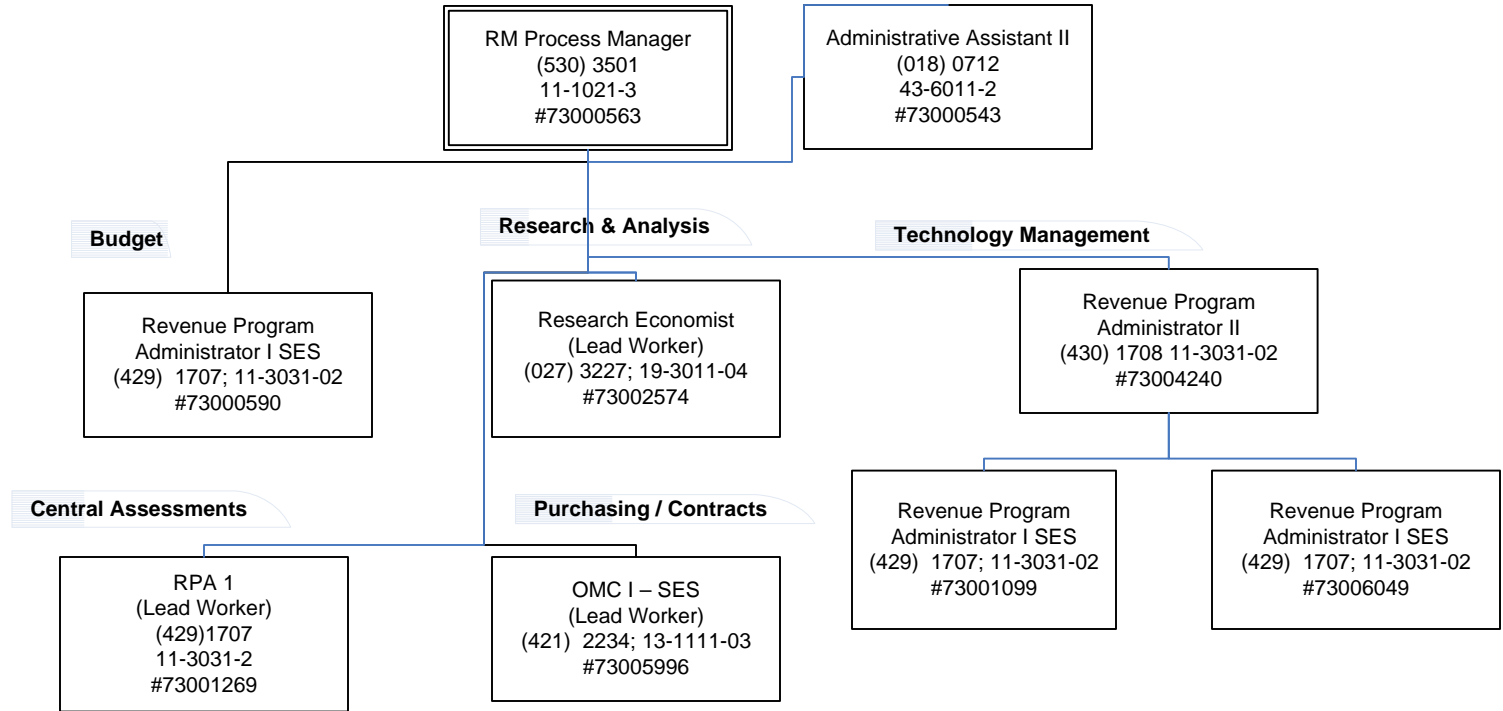 RM Process Manager
(530) 3501
11-1021-3
#73000563
Administrative Assistant II
(018) 0712
43-6011-2
#73000543
Budget
Research & Analysis
Technology Management
Revenue Program
Administrator I SES
(429)  1707; 11-3031-02
#73000590
Research Economist
(Lead Worker)
(027) 3227; 19-3011-04
#73002574
Revenue Program
Administrator II
(430) 1708 11-3031-02
#73004240
Central Assessments
Purchasing / Contracts
RPA 1
(Lead Worker)
(429)1707
11-3031-2
#73001269
OMC I – SES
(Lead Worker)
(421)  2234; 13-1111-03
#73005996
Revenue Program
Administrator I SES
(429)  1707; 11-3031-02
#73001099
Revenue Program
Administrator I SES
(429)  1707; 11-3031-02
#73006049